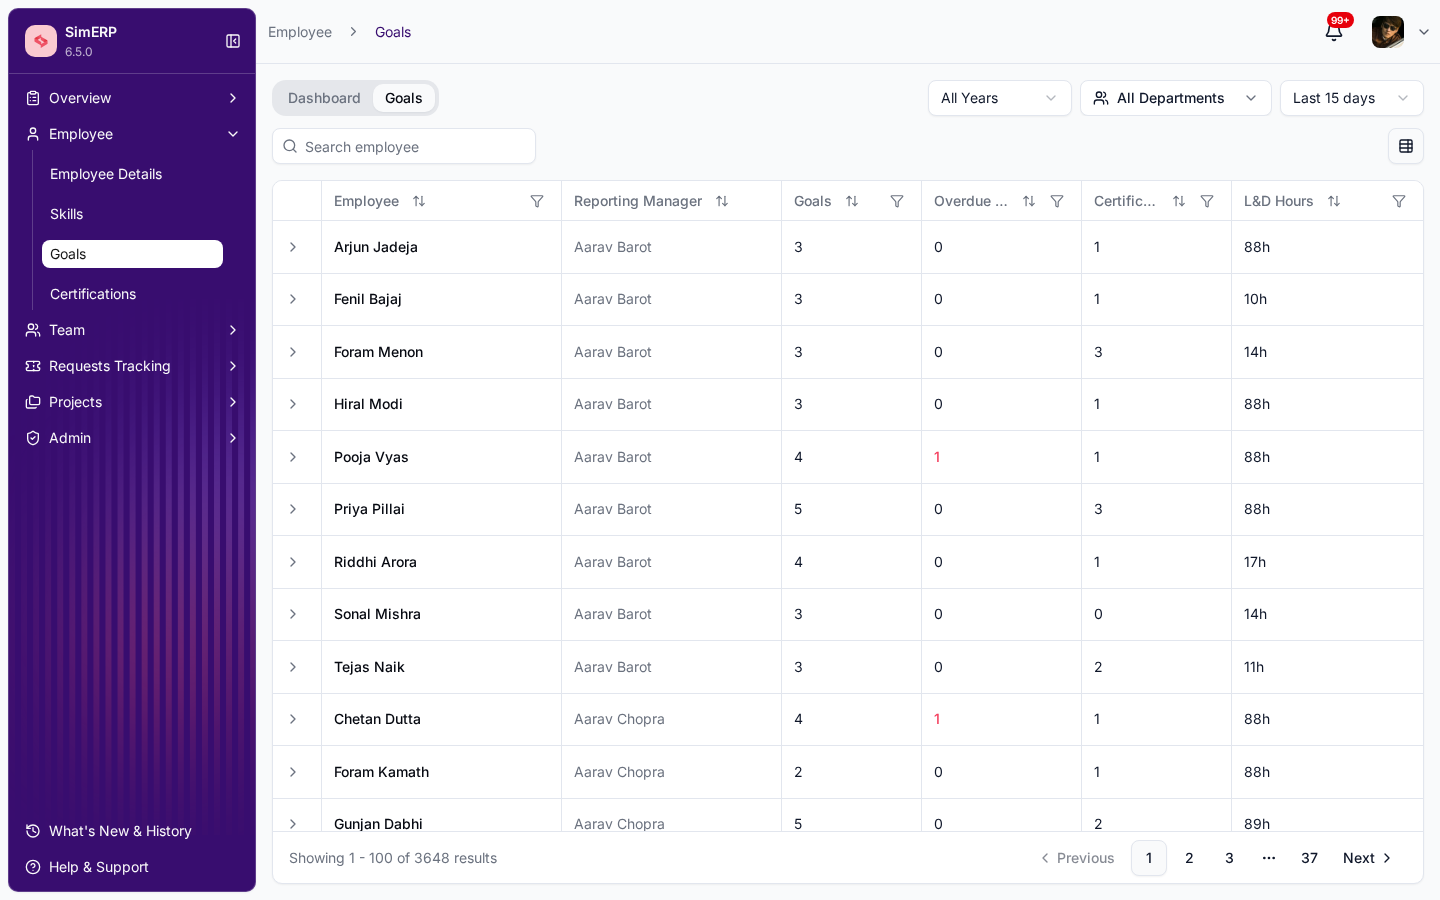 SimERP
6.5.0
Overview
Employee
Employee Details
Skills
Goals
Certifications
Team
Requests Tracking
Projects
Admin
What's New & History
Help & Support
Employee Goals
99+
Dashboard Goals
All Years All Departments Last 15 days
Search employee
Employee Reporting Manager Goals Overdue ... Certific... L&D Hours
Arjun Jadeja Aarav Barot 3 0 1 88h
Fenil Bajaj Aarav Barot 3 0 1 10h
Foram Menon Aarav Barot 3 0 3 14h
Hiral Modi Aarav Barot 3 0 1 88h
Pooja Vyas Aarav Barot 4 1 1 88h
Priya Pillai Aarav Barot 5 0 3 88h
Riddhi Arora Aarav Barot 4 0 1 17h
Sonal Mishra Aarav Barot 3 0 0 14h
Tejas Naik Aarav Barot 3 0 2 11h
Chetan Dutta Aarav Chopra 4 1 1 88h
Foram Kamath Aarav Chopra 2 0 1 88h
Gunjan Dabhi Aarav Chopra 5 0 2 89h
Showing 1 - 100 of 3648 results
Previous 1 2 3 ... 37 Next